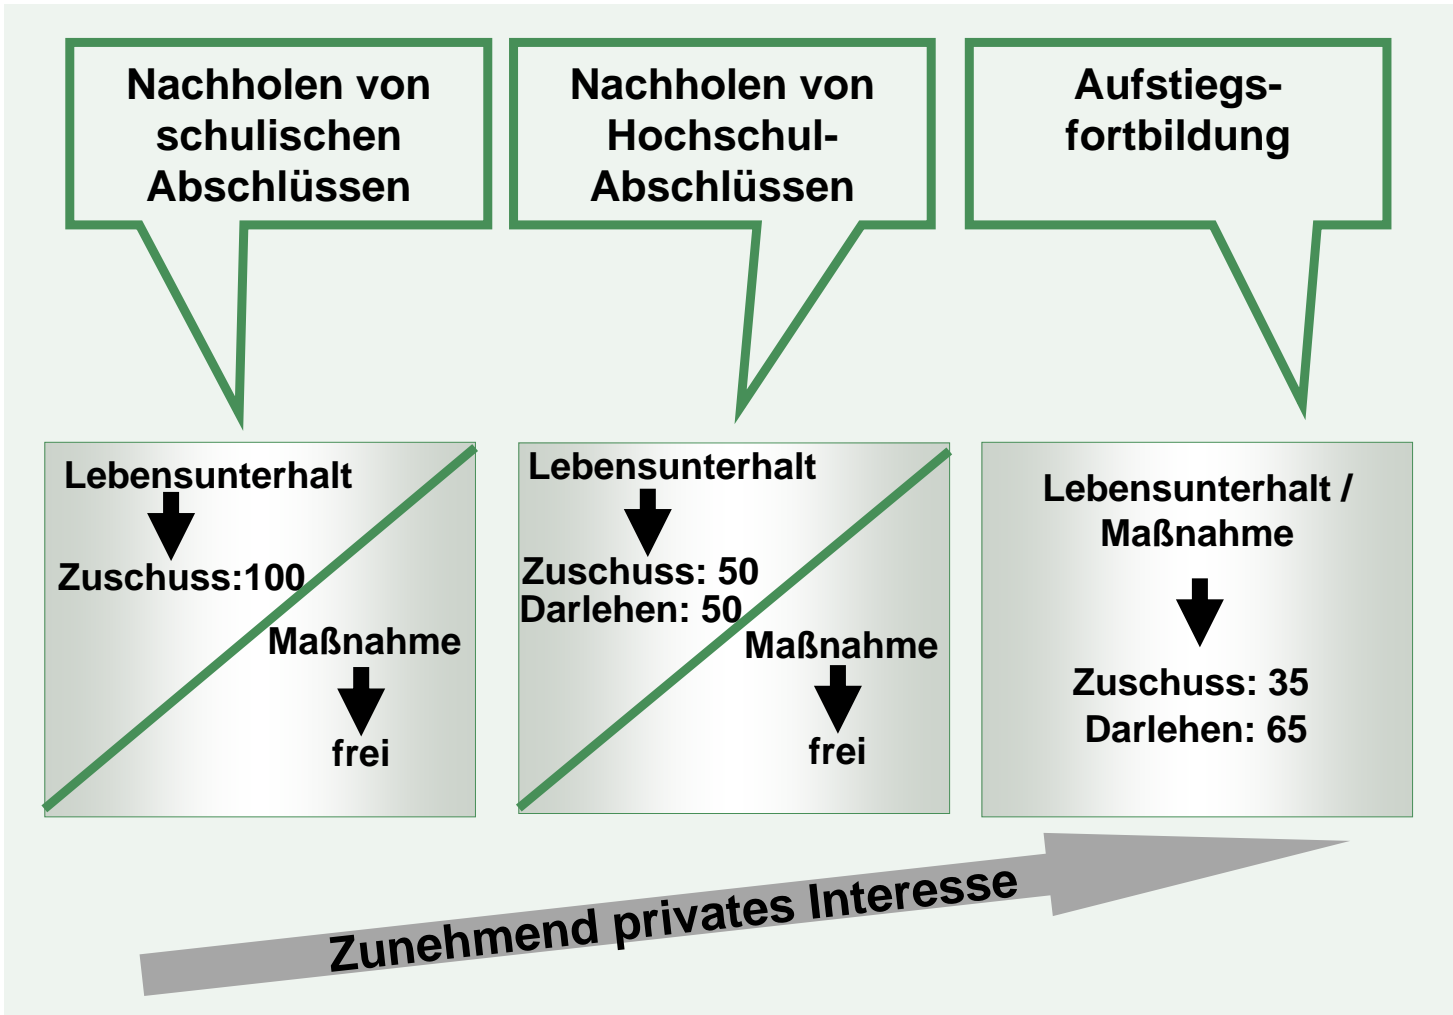 Nachholen von
schulischen
Abschlüssen
Nachholen von
Hochschul-
Abschlüssen
Aufstiegs-
fortbildung
Lebensunterhalt
Zuschuss:100
Maßnahme
frei
Lebensunterhalt
Zuschuss: 50
Darlehen: 50
Maßnahme
frei
Lebensunterhalt /
Maßnahme
Zuschuss: 35
Darlehen: 65
Zunehmend privates Interesse